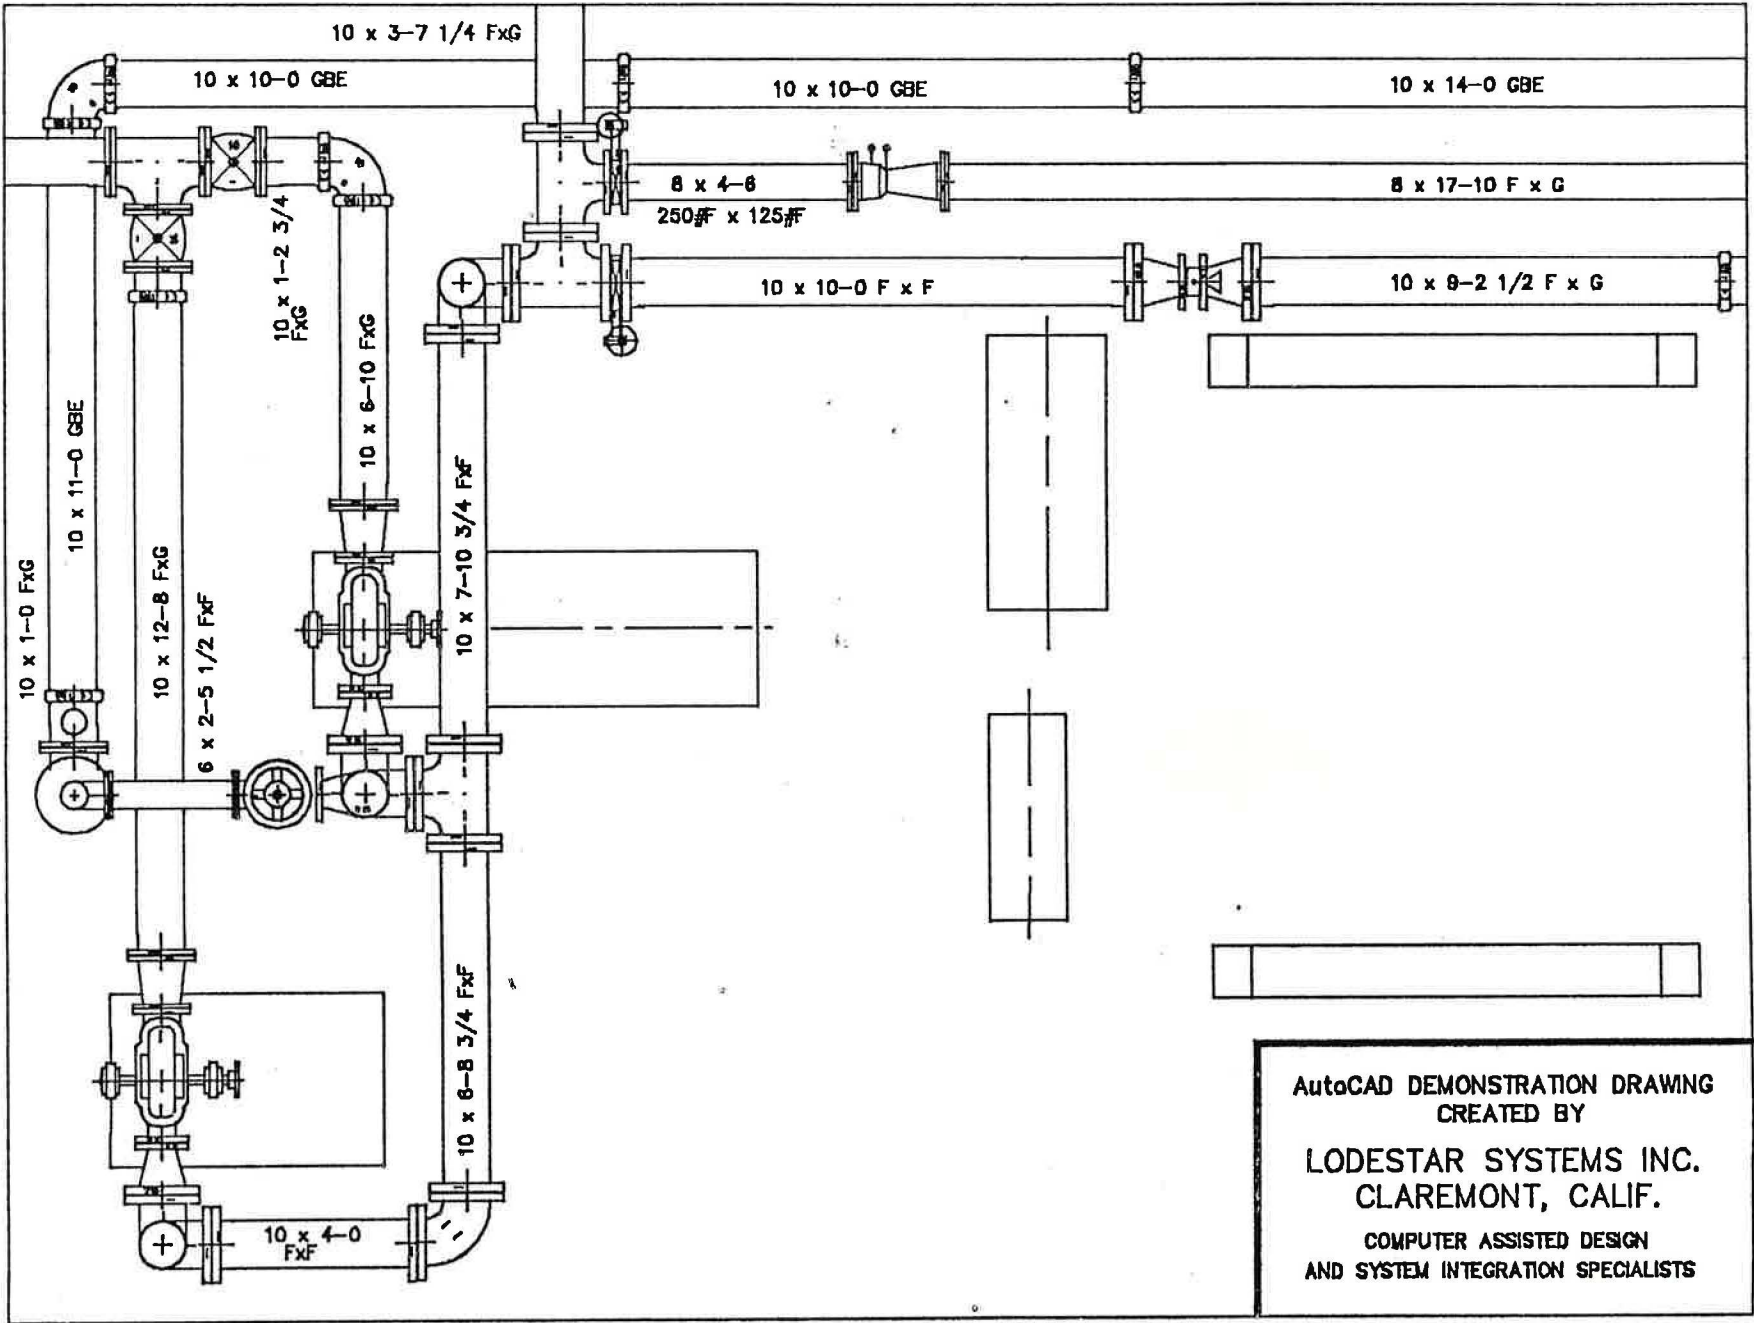 10 x 3-7 1/4 FxG
10 x 10-0 GBE
10 x 10-0 GBE
10 x 14-0 GBE
8 x 4-6
250#F x 125#F
8 x 17-10 F x G
10 x 1-2 3/4
FxG
10 x 10-0 F x F
10 x 9-2 1/2 F x G
10 x 6-10 FxG
10 x 11-0 GBE
10 x 7-10 3/4 FxF
10 x 1-0 FxG
10 x 12-8 FxG
6 x 2-5 1/2 FxF
10 x 6-8 3/4 FxF
10 x 4-0
FxF
AutoCAD DEMONSTRATION DRAWING
CREATED BY
LODESTAR SYSTEMS INC.
CLAREMONT, CALIF.
COMPUTER ASSISTED DESIGN
AND SYSTEM INTEGRATION SPECIALISTS